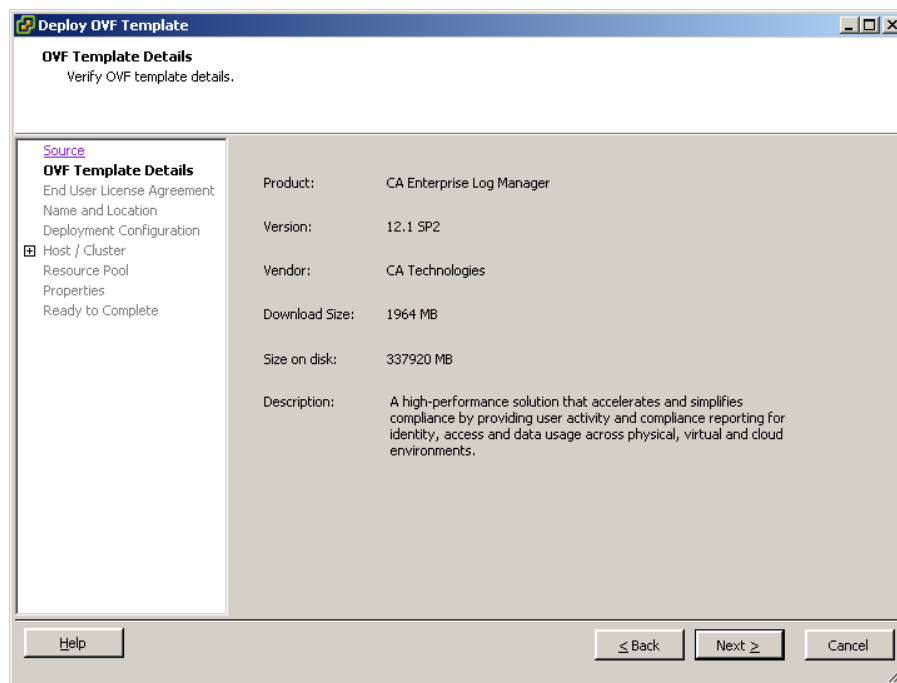 Deploy OVF Template
OVF Template Details
Verify OVF template details.
Source
OVF Template Details
End User License Agreement
Name and Location
Deployment Configuration
Host / Cluster
Resource Pool
Properties
Ready to Complete
Product: CA Enterprise Log Manager
Version: 12.1 SP2
Vendor: CA Technologies
Download Size: 1964 MB
Size on disk: 337920 MB
Description: A high-performance solution that accelerates and simplifies
compliance by providing user activity and compliance reporting for
identity, access and data usage across physical, virtual and cloud
environments.
Help
< Back
Next >
Cancel